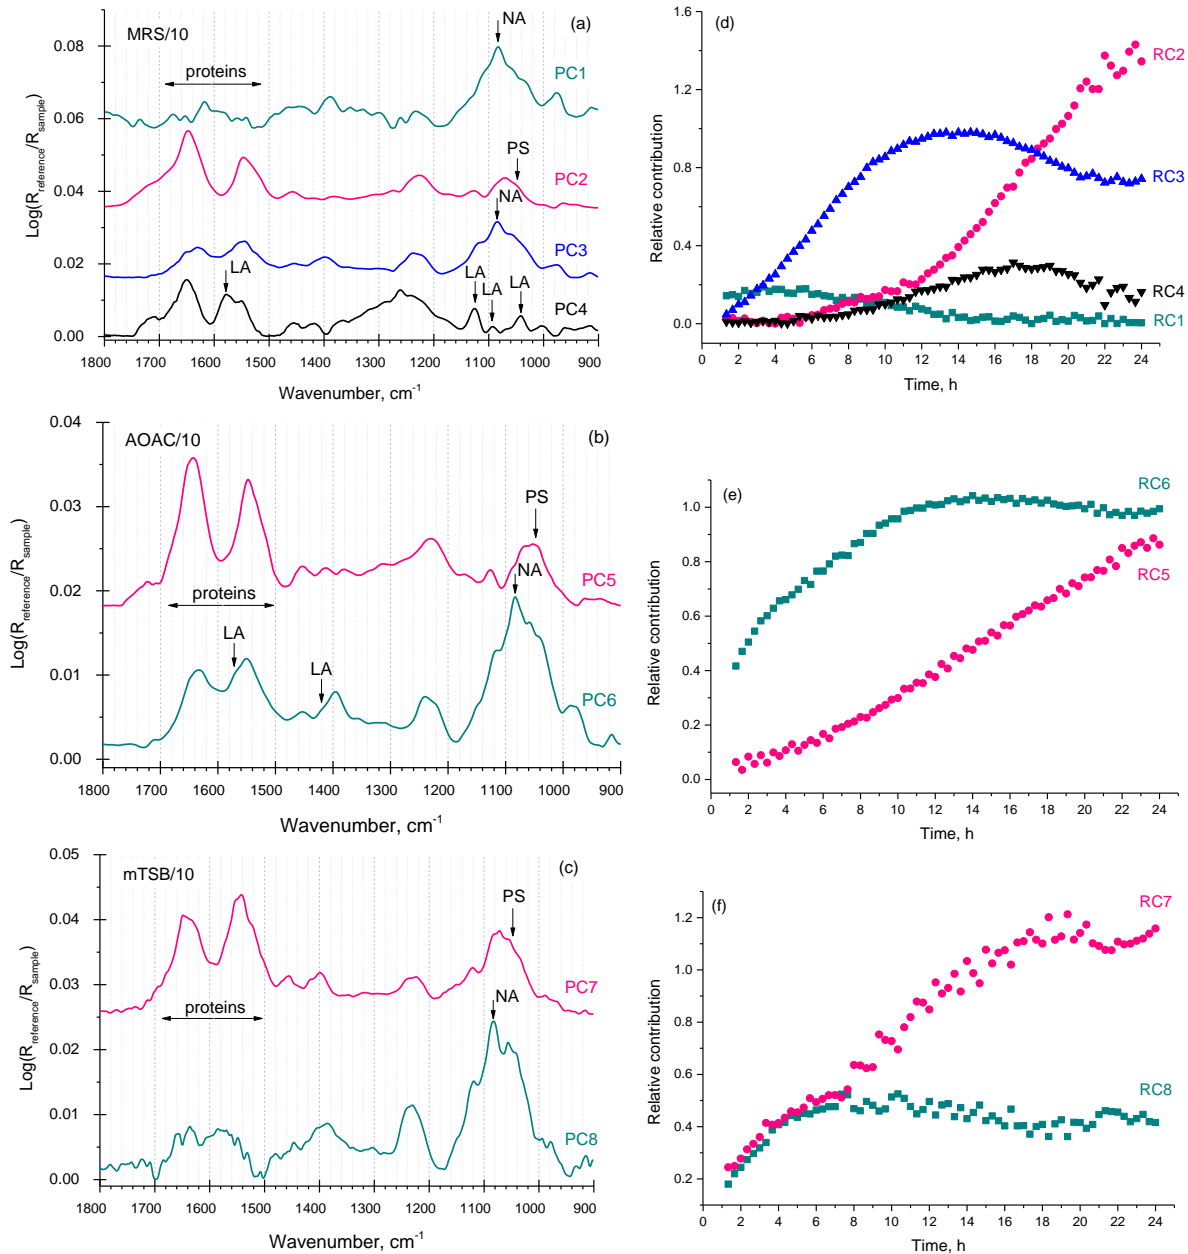 (a)
MRS/10
NA
0.08
proteins
PC1
0.06
PS
PC2
0.04
NA
PC3
0.02
LA
LA
LA
LA
PC4
0.00
Log(Rreference/Rsample)
1800 1700 1600 1500 1400 1300 1200 1100 1000 900
Wavenumber, cm-1
(d)
1.6
RC2
1.2
0.8
RC3
0.4
RC4
0.0
RC1
Relative contribution
0 2 4 6 8 10 12 14 16 18 20 22 24
Time, h
(b)
AOAC/10
0.04
PS
0.03
PC5
NA
0.02
proteins
LA
LA
0.01
PC6
0.00
Log(Rreference/Rsample)
1800 1700 1600 1500 1400 1300 1200 1100 1000 900
Wavenumber, cm-1
(e)
RC6
1.0
RC5
0.8
0.6
0.4
0.2
0.0
Relative contribution
0 2 4 6 8 10 12 14 16 18 20 22 24
Time, h
(c)
mTSB/10
0.05
PS
0.04
PC7
0.03
NA
proteins
0.02
0.01
PC8
0.00
Log(Rreference/Rsample)
1800 1700 1600 1500 1400 1300 1200 1100 1000 900
Wavenumber, cm-1
(f)
RC7
1.2
1.0
0.8
0.6
RC8
0.4
0.2
Relative contribution
0 2 4 6 8 10 12 14 16 18 20 22 24
Time, h